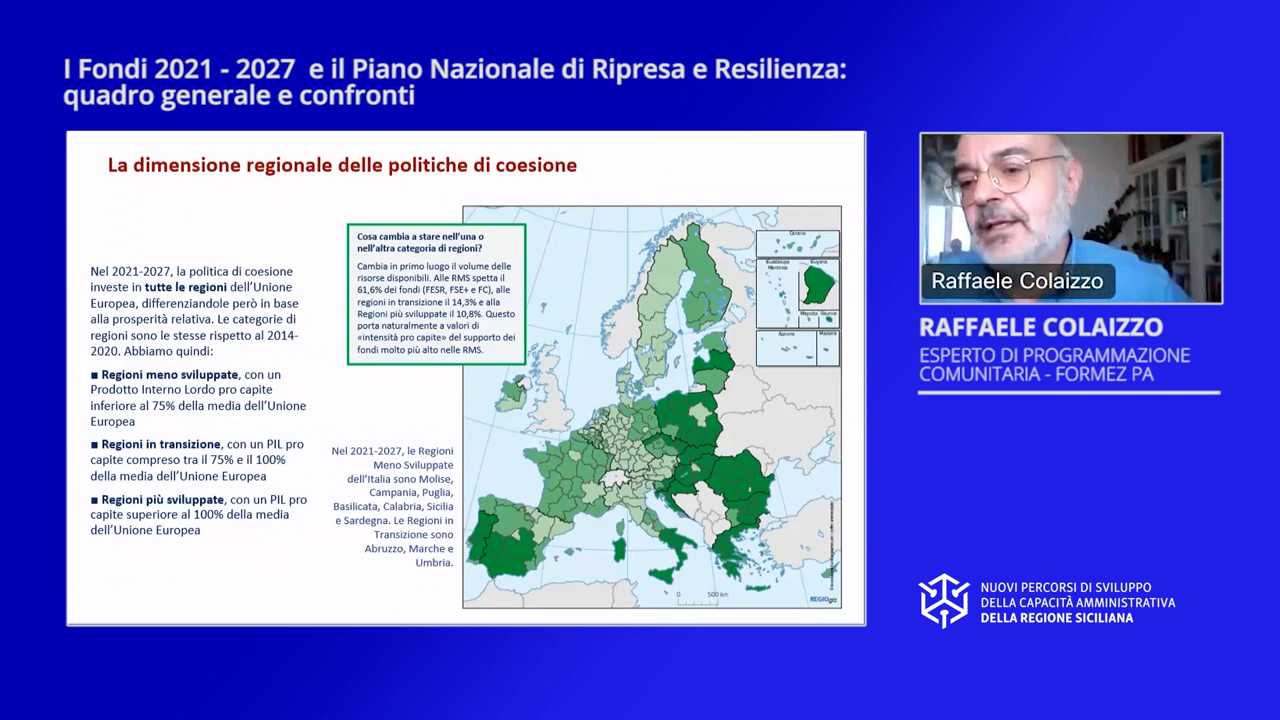 I Fondi 2021 - 2027 e il Piano Nazionale di Ripresa e Resilienza:
quadro generale e confronti
La dimensione regionale delle politiche di coesione
Nel 2021-2027, la politica di coesione
investe in tutte le regioni dell'Unione
Europea, differenziandole però in base
alla prosperità relativa. Le categorie di
regioni sono le stesse rispetto al 2014-
2020. Abbiamo quindi:
■ Regioni meno sviluppate, con un
Prodotto Interno Lordo pro capite
inferiore al 75% della media dell'Unione
Europea
■ Regioni in transizione, con un PIL pro
capite compreso tra il 75% e il 100%
della media dell'Unione Europea
■ Regioni più sviluppate, con un PIL pro
capite superiore al 100% della media
dell'Unione Europea
Cosa cambia a stare nell'una o
nell'altra categoria di regioni?
Cambia in primo luogo il volume delle
risorse disponibili. Alle RMS spetta il
61,6% dei fondi (FESR, FSE+ e FC), alle
regioni in transizione il 14,3% e alla
Regioni più sviluppate il 10,8%. Questo
porta naturalmente a valori di
«intensità pro capite» del supporto dei
fondi molto più alto nelle RMS.
Nel 2021-2027, le Regioni
Meno Sviluppate
dell'Italia sono Molise,
Campania, Puglia,
Basilicata, Calabria, Sicilia
e Sardegna. Le Regioni in
Transizione sono
Abruzzo, Marche e
Umbria.
Canarias
Guyane
0 500 km
REGIOgis
Raffaele Colaizzo
RAFFAELE COLAIZZO
ESPERTO DI PROGRAMMAZIONE
COMUNITARIA - FORMEZ PA
NUOVI PERCORSI DI SVILUPPO
DELLA CAPACITÀ AMMINISTRATIVA
DELLA REGIONE SICILIANA